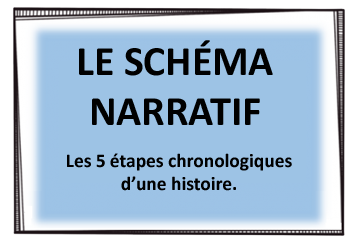 LE SCHÉMA
NARRATIF
Les 5 étapes chronologiques
d'une histoire.